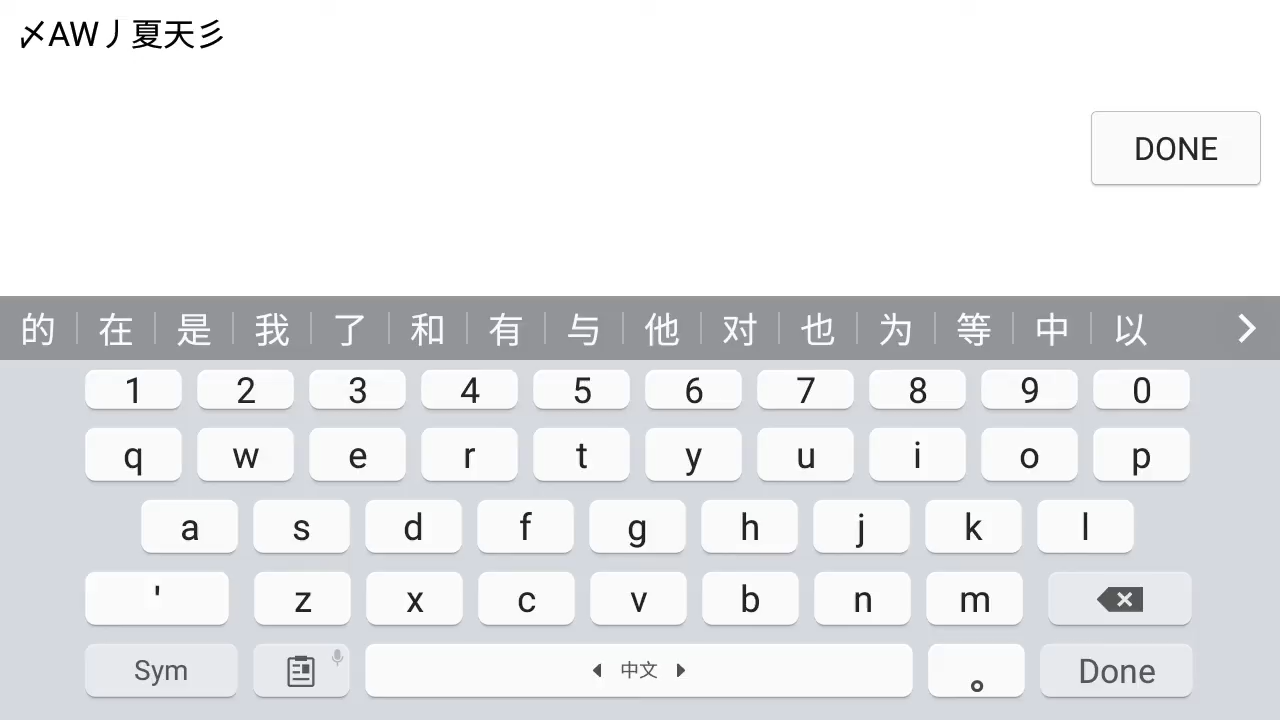 〆AW丿夏天彡
DONE
的 在 是 我 了 和 有 与 他 对 也 为 等 中 以
1 2 3 4 5 6 7 8 9 0
q w e r t y u i o p
a s d f g h j k l
' z x c v b n m
Sym 中文 。 Done